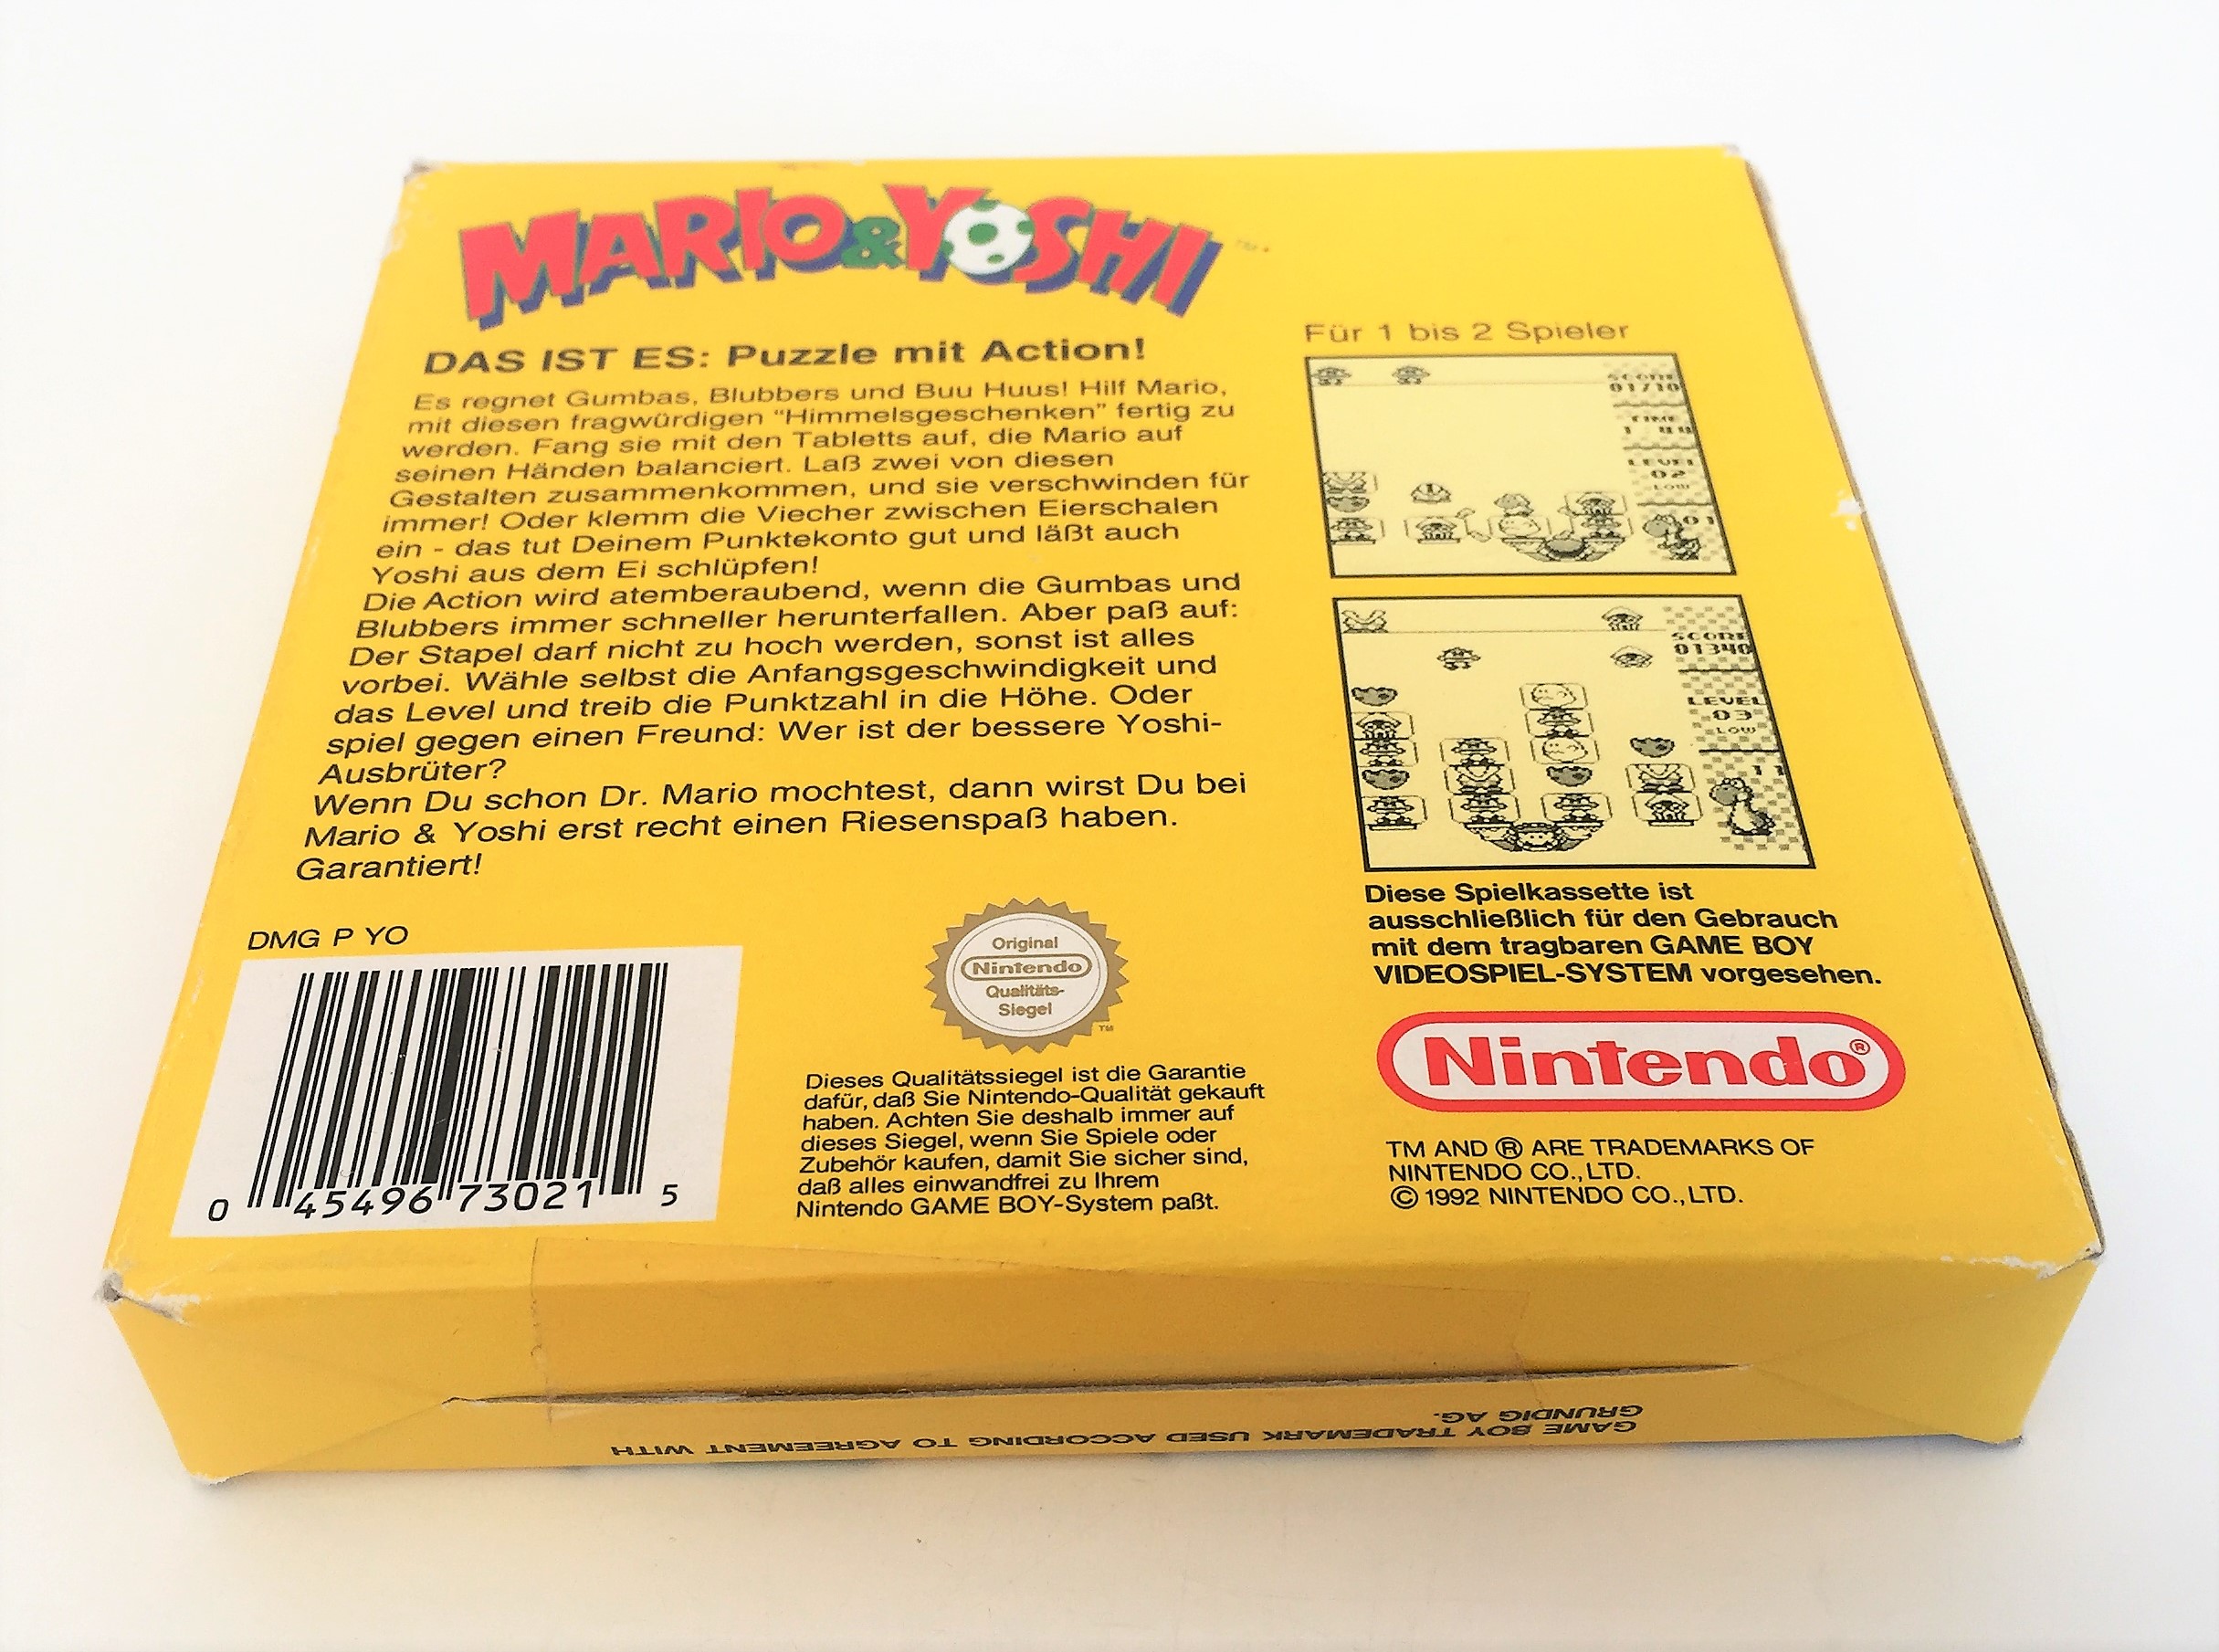 MARIO & YOSHI ™
DAS IST ES: Puzzle mit Action!
Es regnet Gumbas, Blubbers und Buu Huus! Hilf Mario,
mit diesen fragwürdigen "Himmelsgeschenken" fertig zu
werden. Fang sie mit den Tabletts auf, die Mario auf
seinen Händen balanciert. Laß zwei von diesen
Gestalten zusammenkommen, und sie verschwinden für
immer! Oder klemm die Viecher zwischen Eierschalen
ein - das tut Deinem Punktekonto gut und läßt auch
Yoshi aus dem Ei schlüpfen!
Die Action wird atemberaubend, wenn die Gumbas und
Blubbers immer schneller herunterfallen. Aber paß auf:
Der Stapel darf nicht zu hoch werden, sonst ist alles
vorbei. Wähle selbst die Anfangsgeschwindigkeit und
das Level und treib die Punktzahl in die Höhe. Oder
spiel gegen einen Freund: Wer ist der bessere Yoshi-
Ausbrüter?
Wenn Du schon Dr. Mario mochtest, dann wirst Du bei
Mario & Yoshi erst recht einen Riesenspaß haben.
Garantiert!
DMG P YO
0 45496 73021 5
Original
Nintendo
Qualitäts-
Siegel
TM
Dieses Qualitätssiegel ist die Garantie
dafür, daß Sie Nintendo-Qualität gekauft
haben. Achten Sie deshalb immer auf
dieses Siegel, wenn Sie Spiele oder
Zubehör kaufen, damit Sie sicher sind,
daß alles einwandfrei zu Ihrem
Nintendo GAME BOY-System paßt.
Für 1 bis 2 Spieler
SCORE
01710
TIME
1 44
LEVEL
02
LOW
01
SCORE
01340
LEVEL
03
LOW
11
Diese Spielkassette ist
ausschließlich für den Gebrauch
mit dem tragbaren GAME BOY
VIDEOSPIEL-SYSTEM vorgesehen.
Nintendo®
TM AND ® ARE TRADEMARKS OF
NINTENDO CO., LTD.
© 1992 NINTENDO CO., LTD.
GAME BOY TRADEMARK USED ACCORDING TO AGREEMENT WITH
GRUNDIG AG.